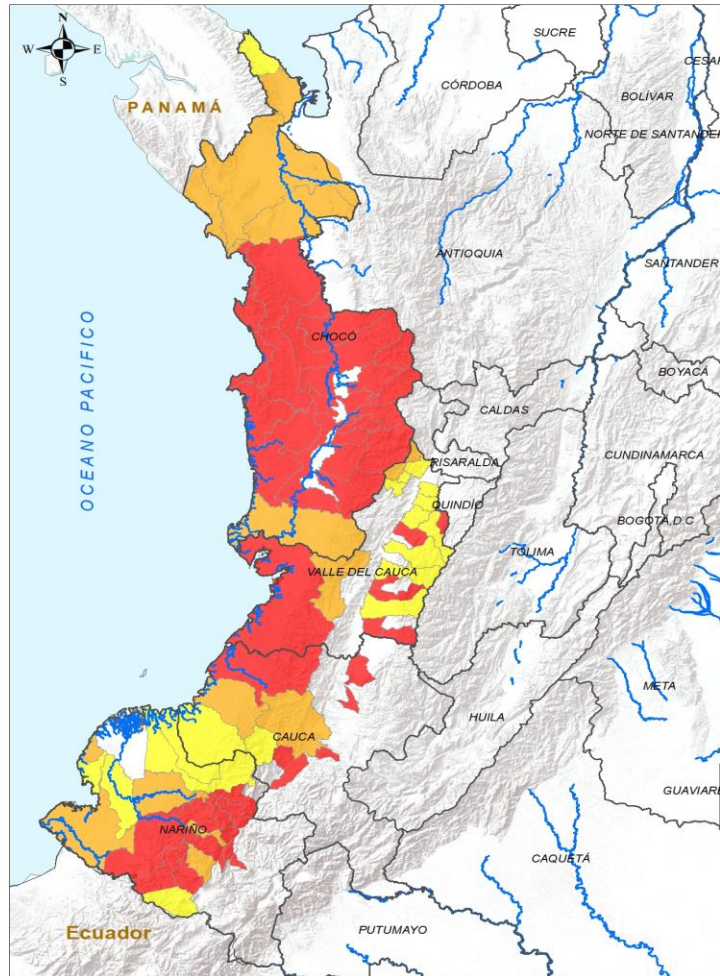 N
W E
S
SUCRE
CESAR
CÓRDOBA
BOLÍVAR
PANAMÁ
NORTE DE SANTANDER
ANTIOQUIA
SANTANDER
OCEANO PACIFICO
CHOCÓ
BOYACÁ
CALDAS
CUNDINAMARCA
RISARALDA
QUINDÍO
BOGOTÁ, D.C
TOLIMA
VALLE DEL CAUCA
META
HUILA
CAUCA
GUAVIARE
NARIÑO
CAQUETÁ
Ecuador
PUTUMAYO